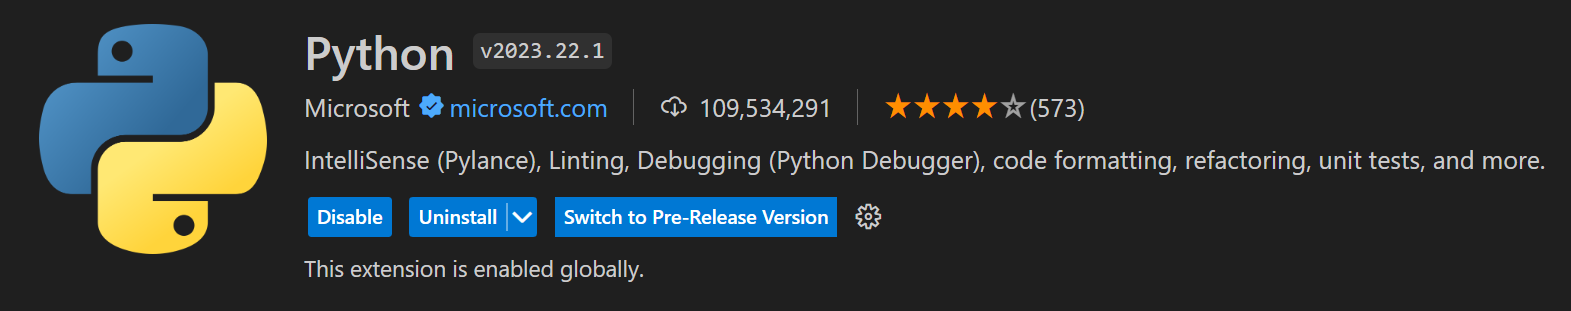 Python v2023.22.1
Microsoft microsoft.com 109,534,291 (573)
IntelliSense (Pylance), Linting, Debugging (Python Debugger), code formatting, refactoring, unit tests, and more.
Disable Uninstall Switch to Pre-Release Version
This extension is enabled globally.